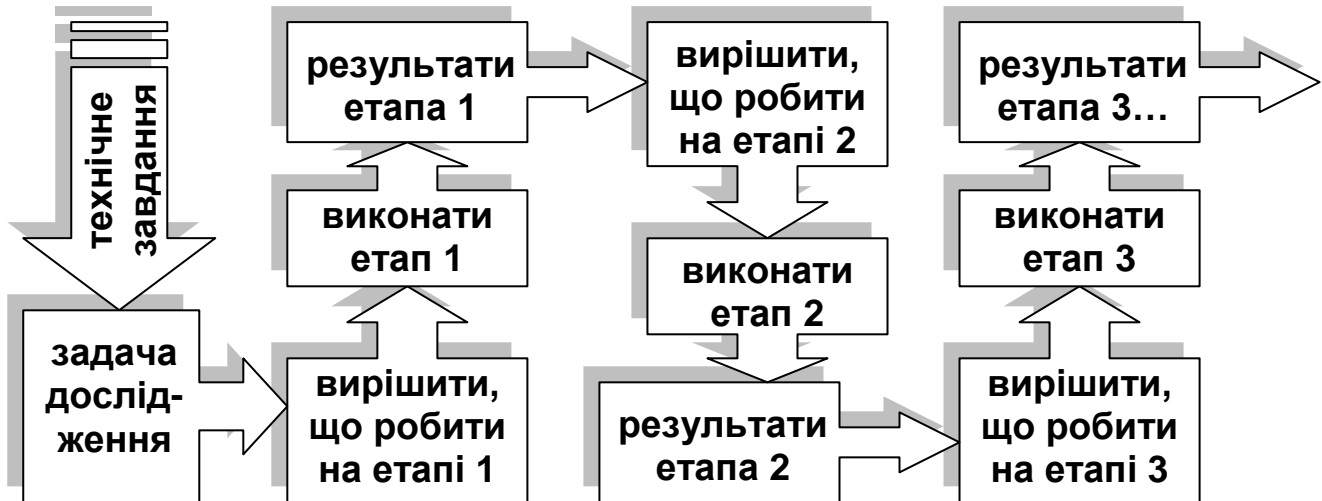 технічне
завдання
задача
дослід-
ження
вирішити,
що робити
на етапі 1
виконати
етап 1
результати
етапа 1
вирішити,
що робити
на етапі 2
виконати
етап 2
результати
етапа 2
вирішити,
що робити
на етапі 3
виконати
етап 3
результати
етапа 3…